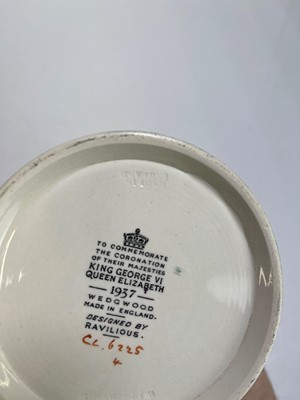 TO COMMEMORATE
THE CORONATION
OF THEIR MAJESTIES
KING GEORGE VI
QUEEN ELIZABETH
— 1937 —
WEDGWOOD
MADE IN ENGLAND.
DESIGNED BY
RAVILIOUS.
CL 6225
4